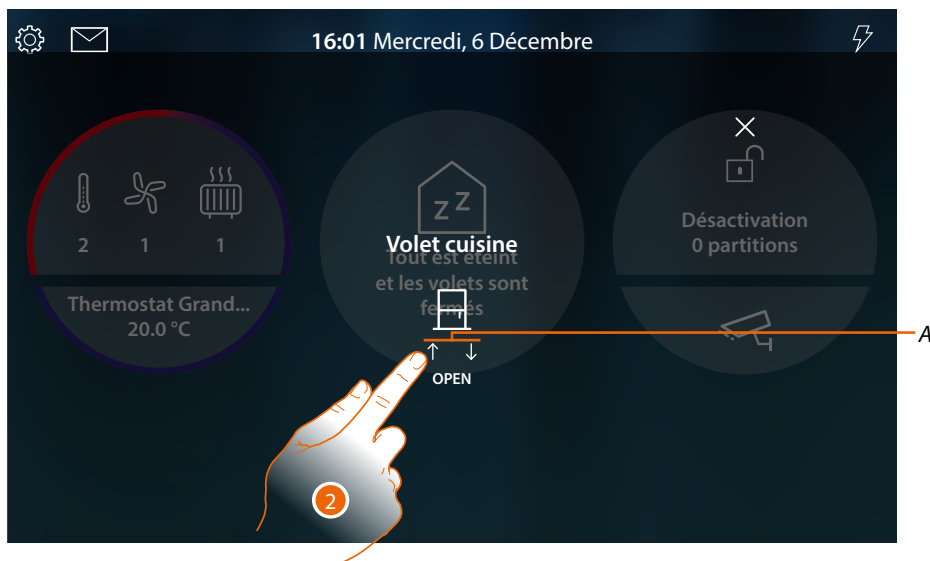 16:01 Mercredi, 6 Décembre
2 1 1
Thermostat Grand...
20.0 °C
Tout est éteint
et les volets sont
fermés
Volet cuisine
OPEN
Désactivation
0 partitions
A
2